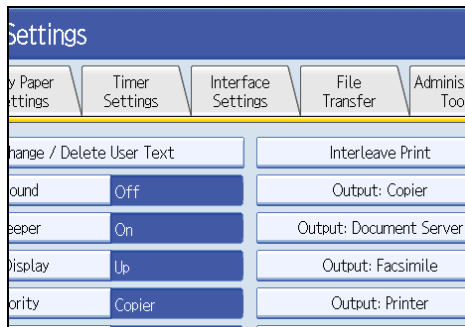 Settings
y Paper
ettings
Timer
Settings
Interface
Settings
File
Transfer
Adminis
Too
hange / Delete User Text
Interleave Print
ound
Off
Output: Copier
eeper
On
Output: Document Server
isplay
Up
Output: Facsimile
ority
Copier
Output: Printer